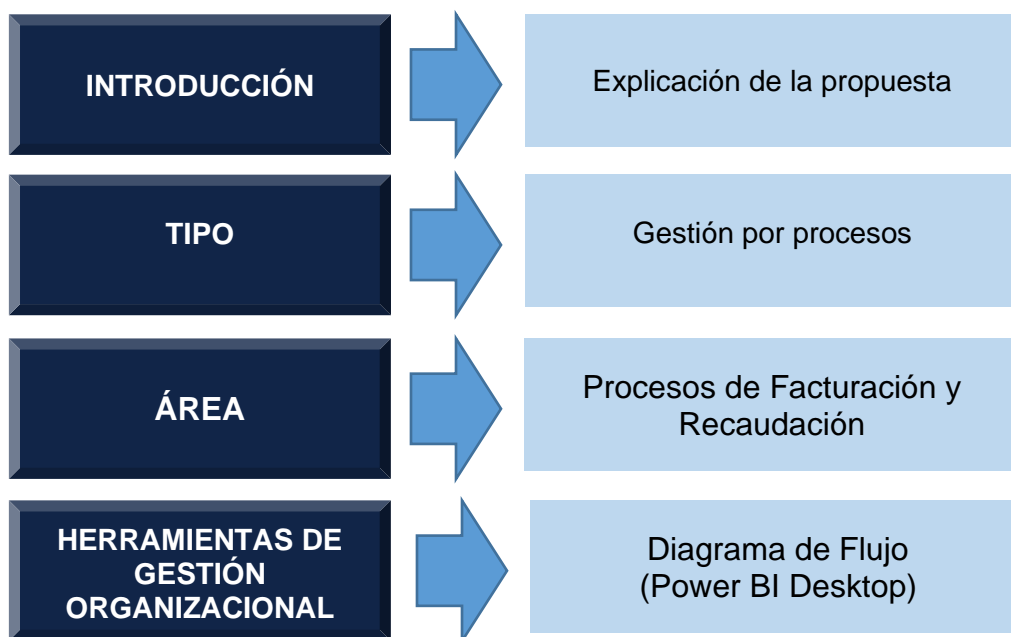 INTRODUCCIÓN
Explicación de la propuesta
TIPO
Gestión por procesos
ÁREA
Procesos de Facturación y
Recaudación
HERRAMIENTAS DE
GESTIÓN
ORGANIZACIONAL
Diagrama de Flujo
(Power BI Desktop)